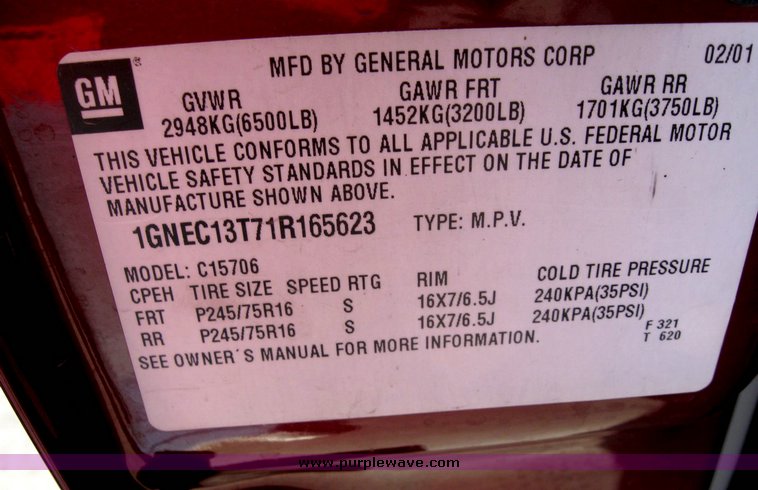 MFD BY GENERAL MOTORS CORP 02/01
GM®
GVWR GAWR FRT GAWR RR
2948KG(6500LB) 1452KG(3200LB) 1701KG(3750LB)
THIS VEHICLE CONFORMS TO ALL APPLICABLE U.S. FEDERAL MOTOR
VEHICLE SAFETY STANDARDS IN EFFECT ON THE DATE OF
MANUFACTURE SHOWN ABOVE.
1GNEC13T71R165623 TYPE: M.P.V.
MODEL: C15706
CPEH TIRE SIZE SPEED RTG RIM COLD TIRE PRESSURE
FRT P245/75R16 S 16X7/6.5J 240KPA(35PSI)
RR P245/75R16 S 16X7/6.5J 240KPA(35PSI)
SEE OWNER'S MANUAL FOR MORE INFORMATION.
F 321
T 620
www.purplewave.com